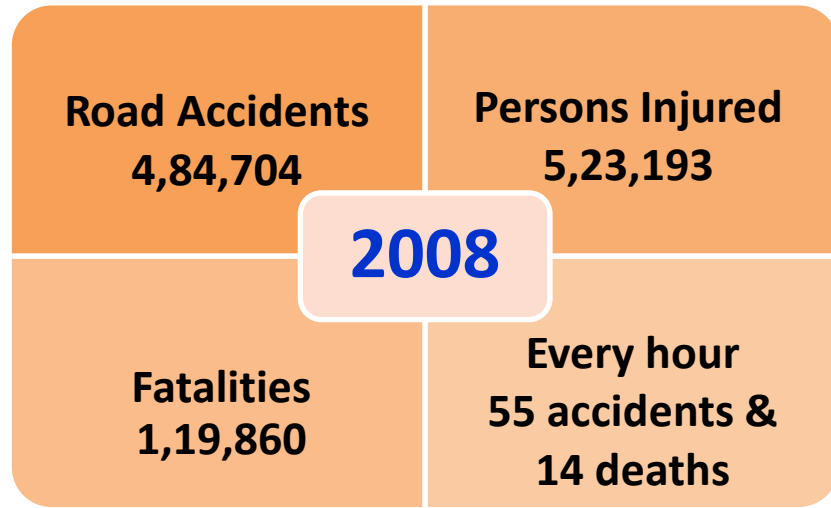 Road Accidents
4,84,704
Persons Injured
5,23,193
2008
Fatalities
1,19,860
Every hour
55 accidents &
14 deaths